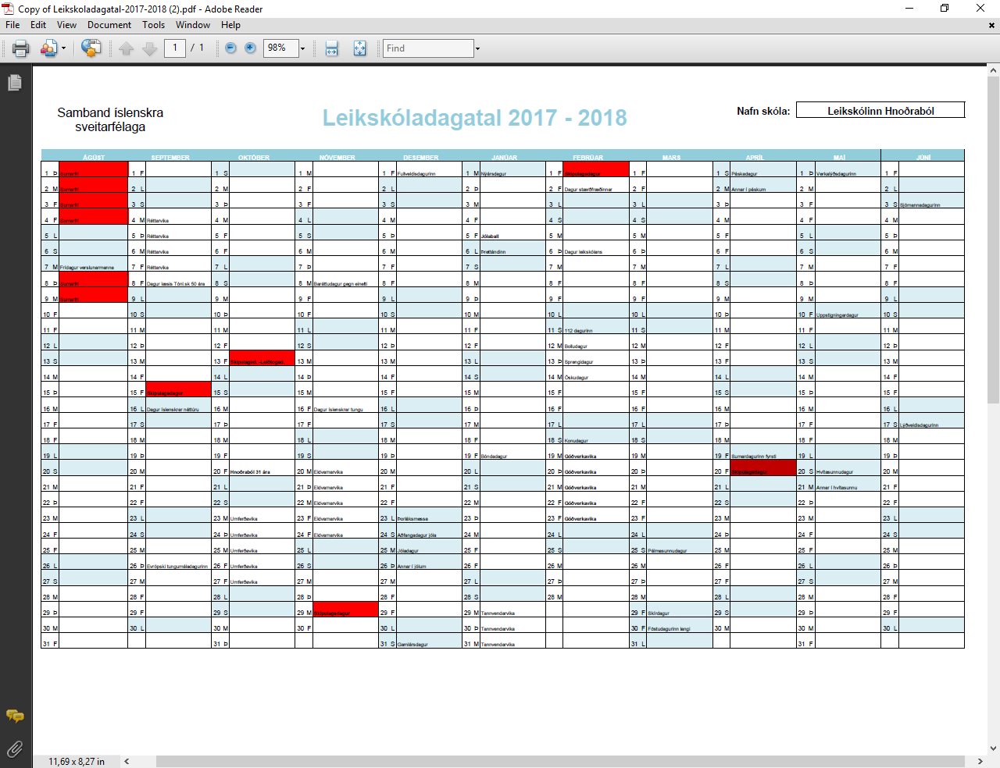 Copy of Leikskoladagatal-2017-2018 (2).pdf - Adobe Reader
File Edit View Document Tools Window Help
1 / 1 98% Find
Samband íslenskra
sveitarfélaga
Leikskóladagatal 2017 - 2018
Nafn skóla: Leikskólinn Hnoðraból
ÁGÚST SEPTEMBER OKTÓBER NÓVEMBER DESEMBER JANÚAR FEBRÚAR MARS APRÍL MAÍ JÚNÍ
1 Þ Sumarfrí 1 F 1 S 1 M 1 F Fullveldisdagurinn 1 M Nýársdagur 1 F Skipulagsdagur 1 F 1 S Páskadagur 1 Þ Verkalýðsdagurinn 1 F
2 M Sumarfrí 2 L 2 M 2 F 2 L 2 Þ 2 F Dagur stærðfræðinnar 2 F 2 M Annar í páskum 2 M 2 L
3 F Sumarfrí 3 S 3 Þ 3 F 3 S 3 M 3 L 3 L 3 Þ 3 F 3 S Sjómannadagurinn
4 F Sumarfrí 4 M Réttarvika 4 M 4 L 4 M 4 F 4 S 4 S 4 M 4 F 4 M
5 L 5 Þ Réttarvika 5 F 5 S 5 Þ 5 F Jólaball 5 M 5 M 5 F 5 L 5 Þ
6 S 6 M Réttarvika 6 F 6 M 6 M 6 L Þrettándinn 6 Þ Dagur leikskólans 6 Þ 6 F 6 S 6 M
7 M Frídagur verslunarmanna 7 F Réttarvika 7 L 7 Þ 7 F 7 S 7 M 7 M 7 L 7 M 7 F
8 Þ Sumarfrí 8 F Dagur læsis Tónl.sk 50 ára 8 S 8 M Baráttudagur gegn einelti 8 F 8 M 8 F 8 F 8 S 8 Þ 8 F
9 M Sumarfrí 9 L 9 M 9 F 9 L 9 Þ 9 F 9 F 9 M 9 M 9 L
10 F 10 S 10 Þ 10 F 10 S 10 M 10 L 10 L 10 Þ 10 F Uppstigningardagur 10 S
11 F 11 M 11 M 11 L 11 M 11 F 11 S 112 dagurinn 11 S 11 M 11 F 11 M
12 L 12 Þ 12 F 12 S 12 Þ 12 F 12 M Bolludagur 12 M 12 F 12 L 12 Þ
13 S 13 M 13 F Skipulagsd. -Leiðtogad. 13 M 13 M 13 L 13 Þ Sprengidagur 13 Þ 13 F 13 S 13 M
14 M 14 F 14 L 14 Þ 14 F 14 S 14 M Öskudagur 14 M 14 L 14 M 14 F
15 Þ 15 F Skipulagsdagur 15 S 15 M 15 F 15 M 15 F 15 F 15 S 15 Þ 15 F
16 M 16 L Dagur íslenskrar náttúru 16 M 16 F Dagur íslenskrar tungu 16 L 16 Þ 16 F 16 F 16 M 16 M 16 L
17 F 17 S 17 Þ 17 F 17 S 17 M 17 L 17 L 17 Þ 17 F 17 S Lýðveldisdagurinn
18 F 18 M 18 M 18 L 18 M 18 F 18 S Konudagur 18 S 18 M 18 F 18 M
19 L 19 Þ 19 F 19 S 19 Þ 19 F Bóndadagur 19 M Góðverkavika 19 M 19 F Sumardagurinn fyrsti 19 L 19 Þ
20 S 20 M 20 F Hnoðraból 31 ára 20 M Eldvarnarvika 20 M 20 L 20 Þ Góðverkavika 20 Þ 20 F Skipulagsdagur 20 S Hvítasunnudagur 20 M
21 M 21 F 21 L 21 Þ Eldvarnarvika 21 F 21 S 21 M Góðverkavika 21 M 21 L 21 M Annar í hvítasunnu 21 F
22 Þ 22 F 22 S 22 M Eldvarnarvika 22 F 22 M 22 F Góðverkavika 22 F 22 S 22 Þ 22 F
23 M 23 L 23 M Umferðavika 23 F Eldvarnarvika 23 L Þorláksmessa 23 Þ 23 F Góðverkavika 23 F 23 M 23 M 23 L
24 F 24 S 24 Þ Umferðavika 24 F Eldvarnarvika 24 S Aðfangadagur jóla 24 M 24 L 24 L 24 Þ 24 F 24 S
25 F 25 M 25 M Umferðavika 25 L 25 M Jóladagur 25 F 25 S 25 S Pálmasunnudagur 25 M 25 F 25 M
26 L 26 Þ Evrópski tungumáladagurinn 26 F Umferðavika 26 S 26 Þ Annar í jólum 26 F 26 M 26 M 26 F 26 L 26 Þ
27 S 27 M 27 F Umferðavika 27 M 27 M 27 L 27 Þ 27 Þ 27 F 27 S 27 M
28 M 28 F 28 L 28 Þ 28 F 28 S 28 M 28 M 28 L 28 M 28 F
29 Þ 29 F 29 S 29 M Skipulagsdagur 29 F 29 M Tannverndarvika 29 F Skírdagur 29 S 29 Þ 29 F
30 M 30 L 30 M 30 F 30 L 30 Þ Tannverndarvika 30 F Föstudagurinn langi 30 M 30 M 30 L
31 F 31 Þ 31 S Gamlársdagur 31 M Tannverndarvika 31 L 31 F
11,69 x 8,27 in